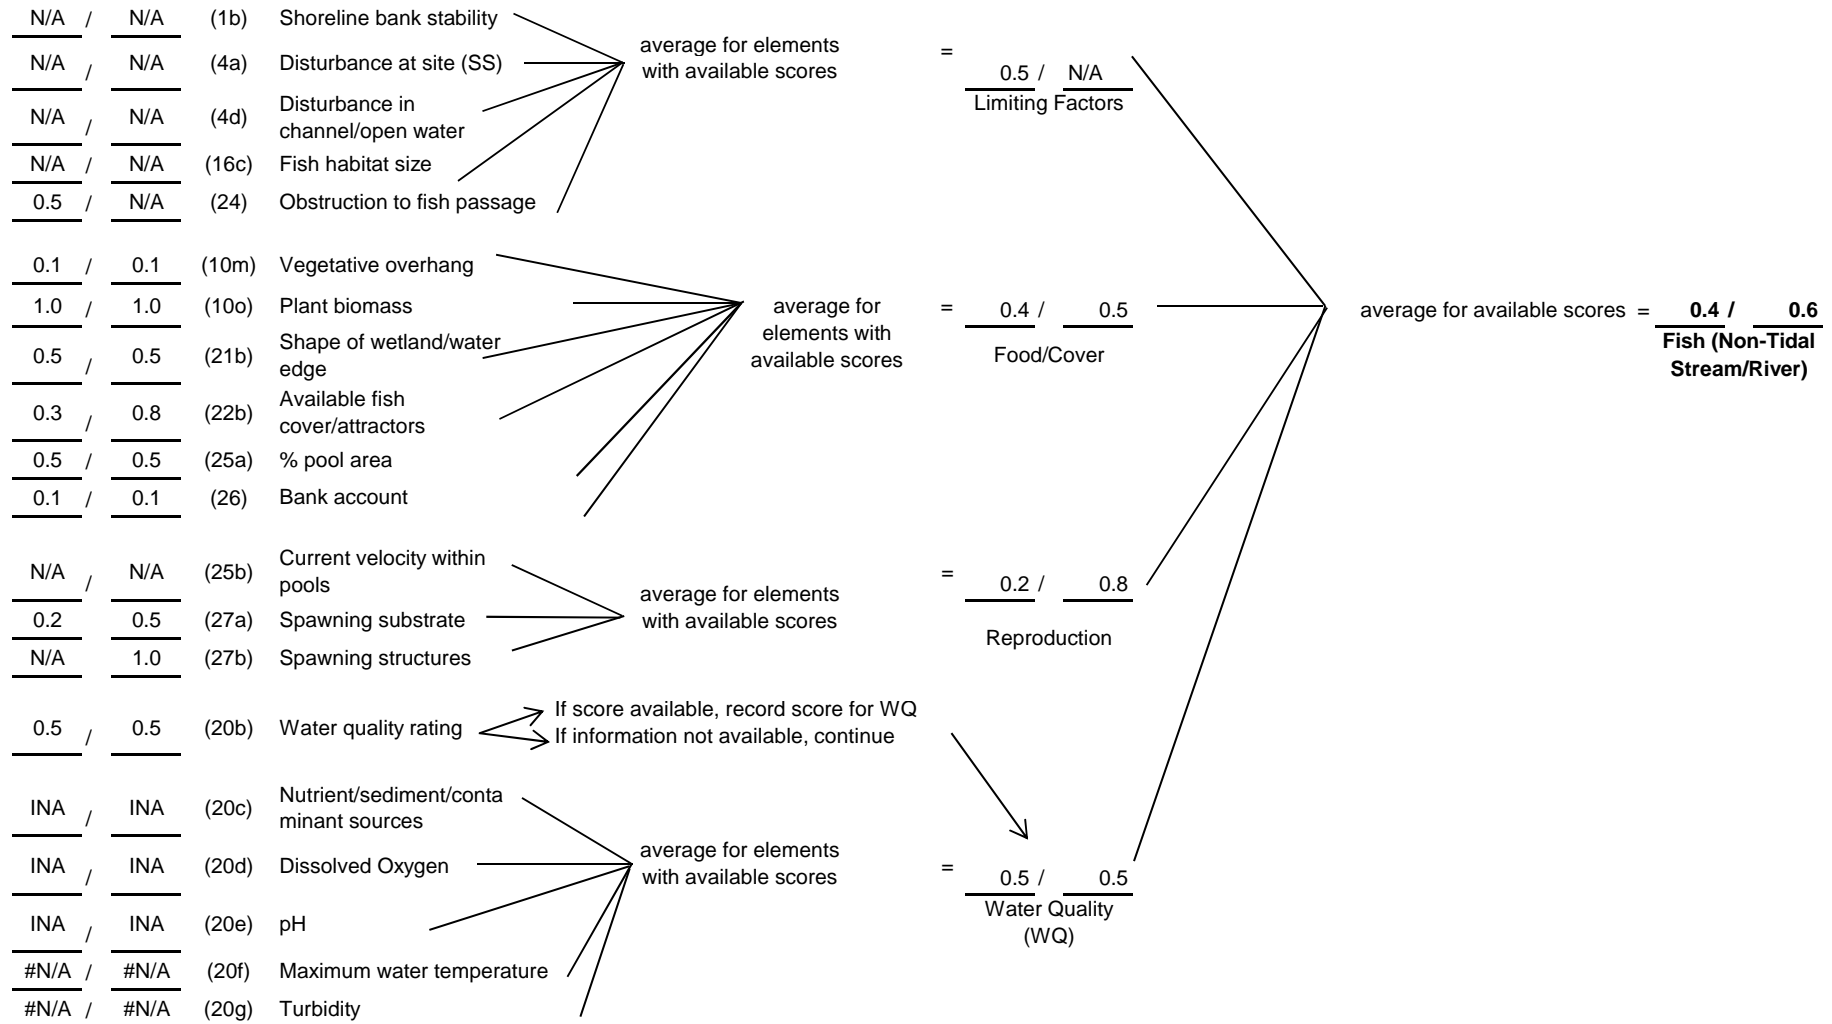 N/A / N/A (1b) Shoreline bank stability
N/A / N/A (4a) Disturbance at site (SS)
N/A / N/A (4d) Disturbance in
channel/open water
N/A / N/A (16c) Fish habitat size
0.5 / N/A (24) Obstruction to fish passage
average for elements
with available scores
=
0.5 / N/A
Limiting Factors
0.1 / 0.1 (10m) Vegetative overhang
1.0 / 1.0 (10o) Plant biomass
0.5 / 0.5 (21b) Shape of wetland/water
edge
0.3 / 0.8 (22b) Available fish
cover/attractors
0.5 / 0.5 (25a) % pool area
0.1 / 0.1 (26) Bank account
average for
elements with
available scores
= 0.4 / 0.5
Food/Cover
average for available scores = 0.4 / 0.6
Fish (Non-Tidal
Stream/River)
N/A / N/A (25b) Current velocity within
pools
0.2 0.5 (27a) Spawning substrate
N/A 1.0 (27b) Spawning structures
average for elements
with available scores
=
0.2 / 0.8
Reproduction
0.5 / 0.5 (20b) Water quality rating
If score available, record score for WQ
If information not available, continue
INA / INA (20c) Nutrient/sediment/conta
minant sources
INA / INA (20d) Dissolved Oxygen
INA / INA (20e) pH
#N/A / #N/A (20f) Maximum water temperature
#N/A / #N/A (20g) Turbidity
average for elements
with available scores
=
0.5 / 0.5
Water Quality
(WQ)